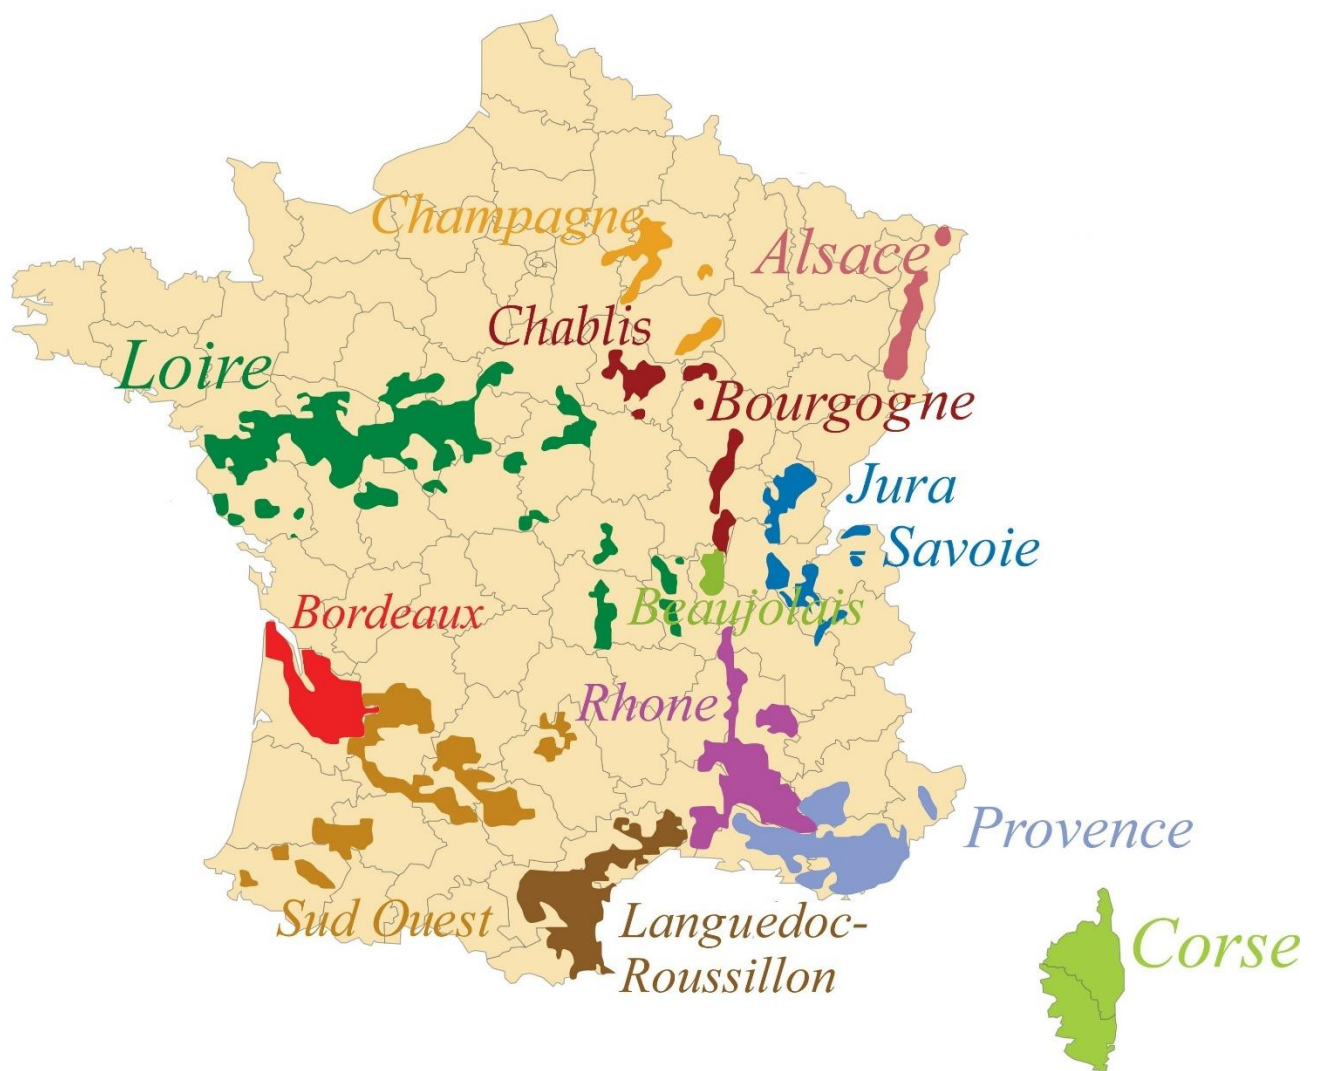 Champagne
Alsace
Chablis
Loire
Bourgogne
Jura
Savoie
Bordeaux
Beaujolais
Rhone
Provence
Sud Ouest
Languedoc-
Roussillon
Corse